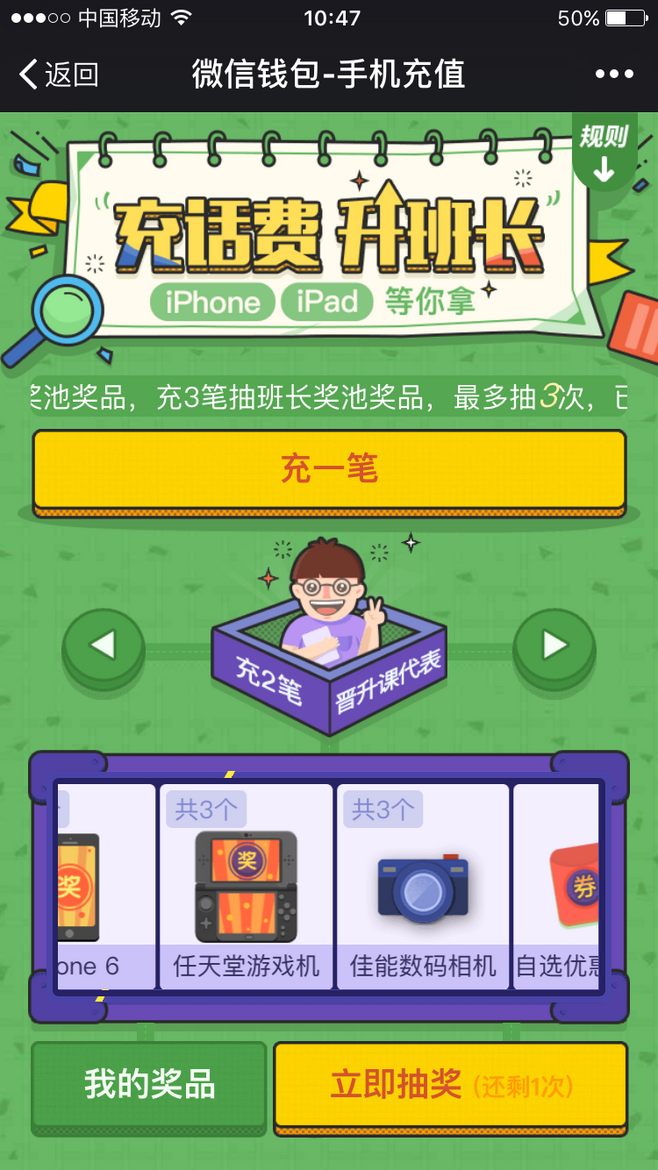 中国移动
10:47
50%
返回
微信钱包-手机充值
规则
充话费 升班长
iPhone iPad 等你拿
奖池奖品，充3笔抽班长奖池奖品，最多抽3次，已
充一笔
充2笔
晋升课代表
共3个
共3个
奖
奖
券
one 6
任天堂游戏机
佳能数码相机
自选优惠
我的奖品
立即抽奖（还剩1次）